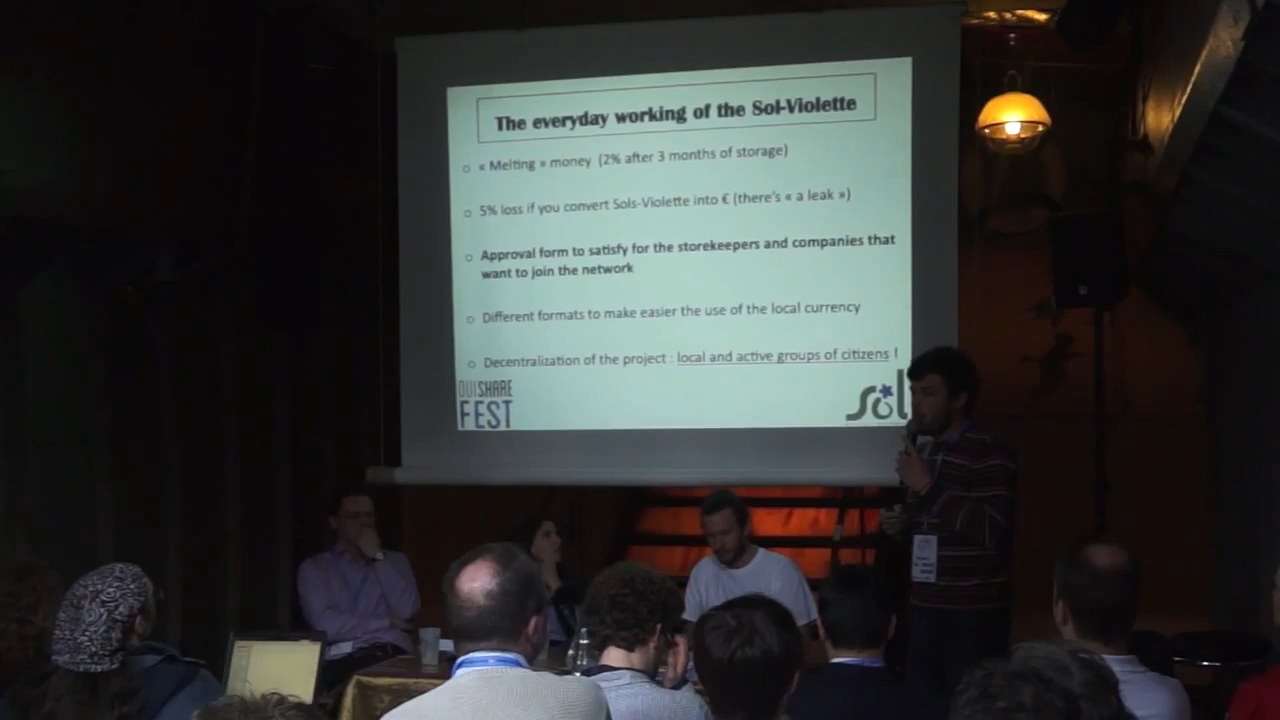 The everyday working of the Sol-Violette
o « Melting » money (2% after 3 months of storage)
o 5% loss if you convert Sols-Violette into € (there's « a leak »)
o Approval form to satisfy for the storekeepers and companies that
want to join the network
o Different formats to make easier the use of the local currency
o Decentralization of the project : local and active groups of citizens !
OUISHARE
FEST
sol